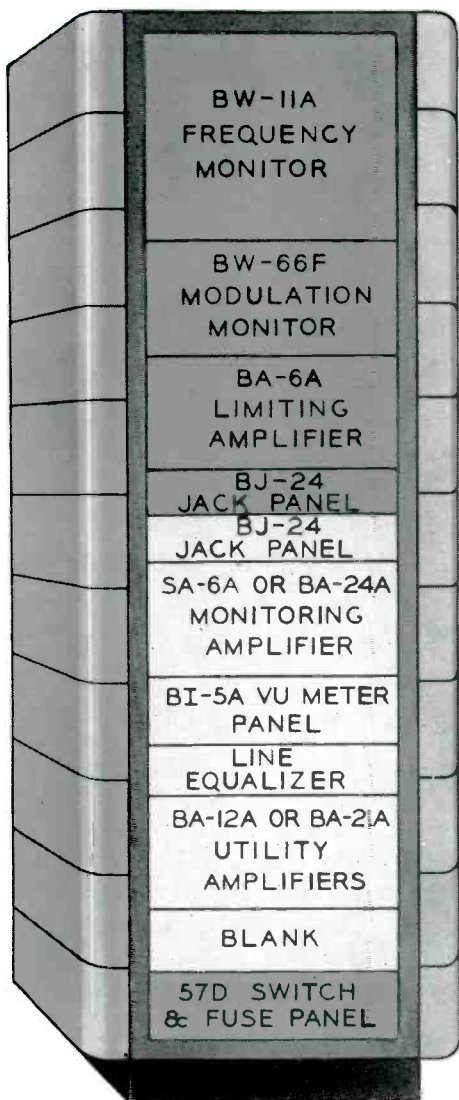 BW-11A
FREQUENCY
MONITOR
BW-66F
MODULATION
MONITOR
BA-6A
LIMITING
AMPLIFIER
BJ-24
JACK PANEL
BJ-24
JACK PANEL
SA-6A OR BA-24A
MONITORING
AMPLIFIER
BI-5A VU METER
PANEL
LINE
EQUALIZER
BA-12A OR BA-21A
UTILITY
AMPLIFIERS
BLANK
57D SWITCH
& FUSE PANEL